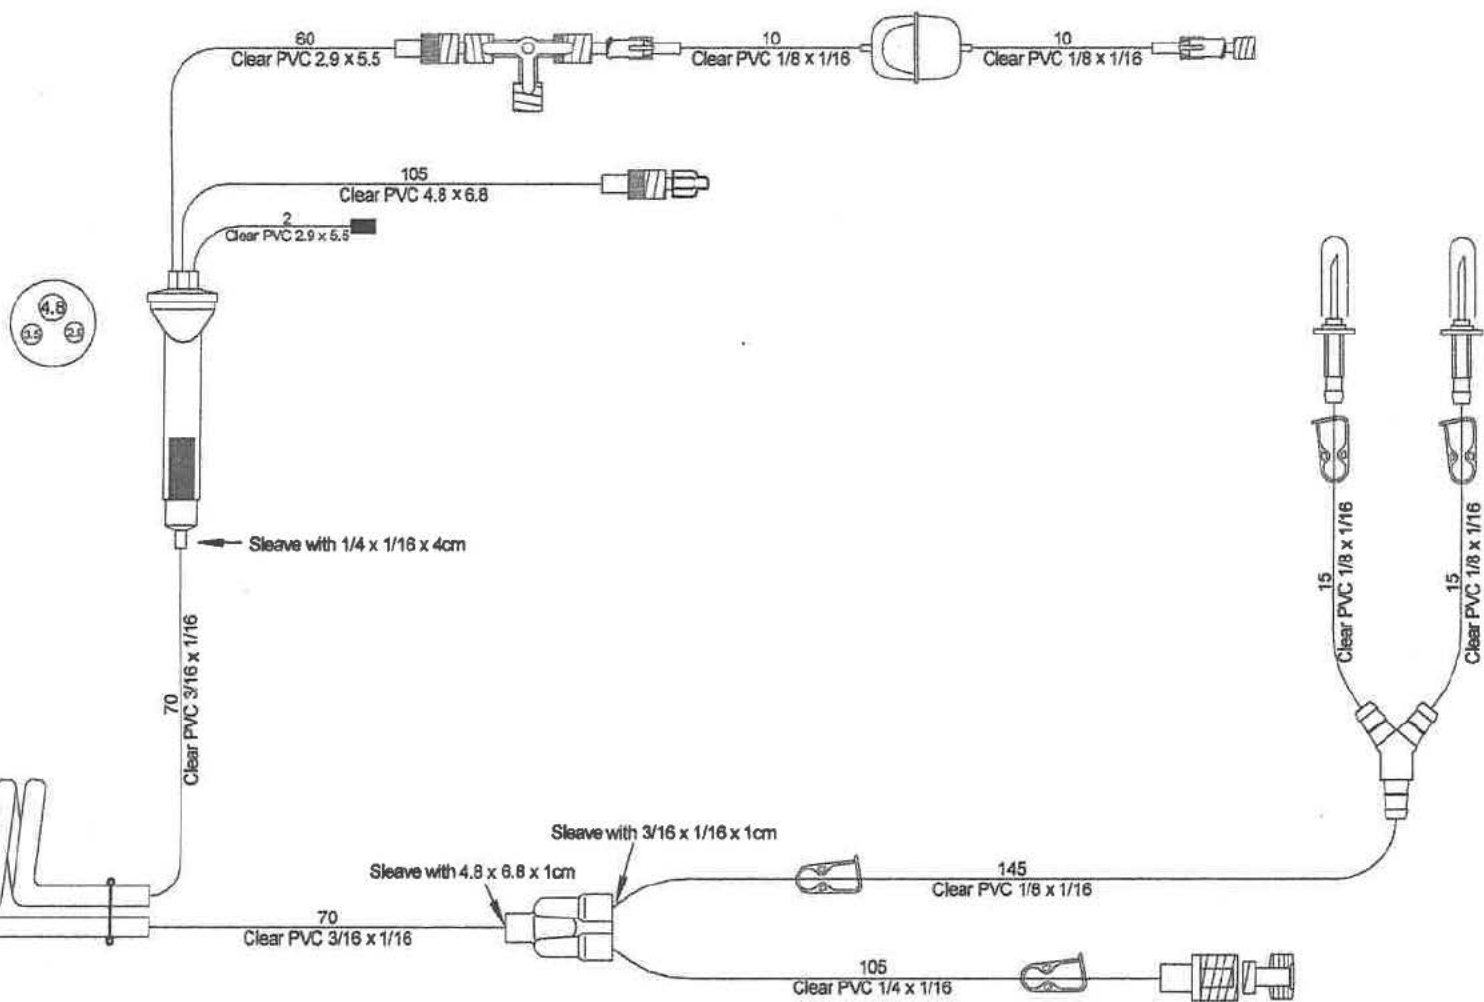 60
Clear PVC 2.9 x 5.5
10
Clear PVC 1/8 x 1/16
10
Clear PVC 1/8 x 1/16
105
Clear PVC 4.8 x 6.8
2
Clear PVC 2.9 x 5.5
4.8
3.5
Sleave with 1/4 x 1/16 x 4cm
70
Clear PVC 3/16 x 1/16
15
Clear PVC 1/8 x 1/16
15
Clear PVC 1/8 x 1/16
Sleave with 3/16 x 1/16 x 1cm
Sleave with 4.8 x 6.8 x 1cm
145
Clear PVC 1/8 x 1/16
70
Clear PVC 3/16 x 1/16
105
Clear PVC 1/4 x 1/16